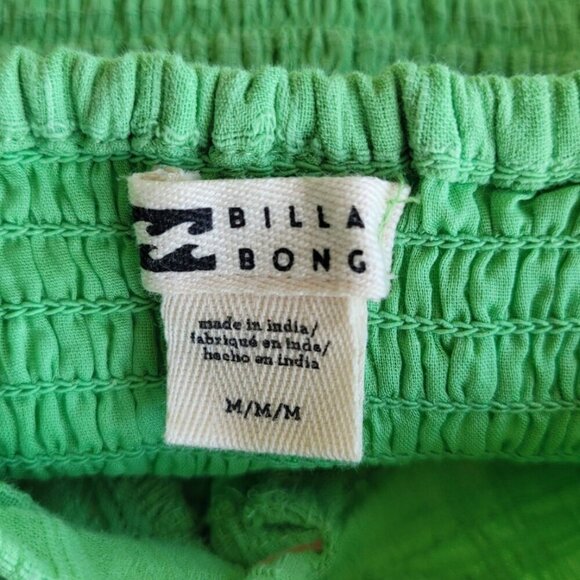 BILLA
BONG
made in india/
fabriqué en inde/
hecho en india
M/M/M